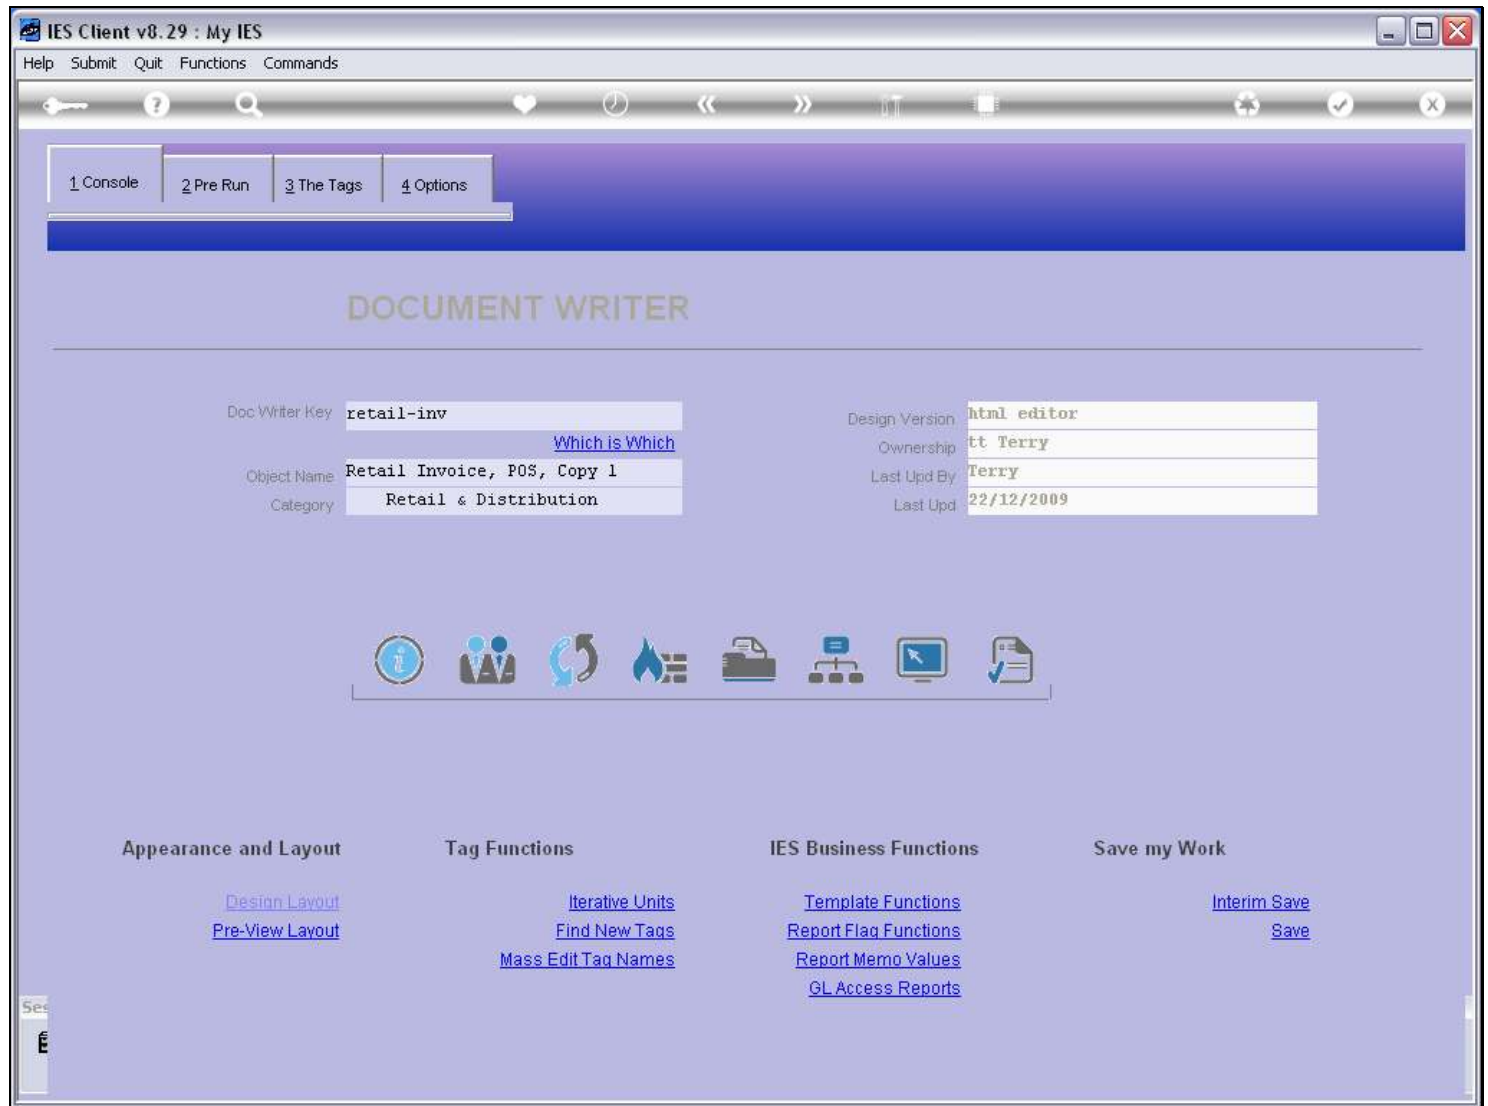 IES Client v8.29 : My IES
Help Submit Quit Functions Commands
1 Console 2 Pre Run 3 The Tags 4 Options
DOCUMENT WRITER
Doc Writer Key retail-inv
Which is Which
Object Name Retail Invoice, POS, Copy 1
Category Retail & Distribution
Design Version html editor
Ownership tt Terry
Last Upd By Terry
Last Upd 22/12/2009
Appearance and Layout
Design Layout
Pre-View Layout
Tag Functions
Iterative Units
Find New Tags
Mass Edit Tag Names
IES Business Functions
Template Functions
Report Flag Functions
Report Memo Values
GL Access Reports
Save my Work
Interim Save
Save